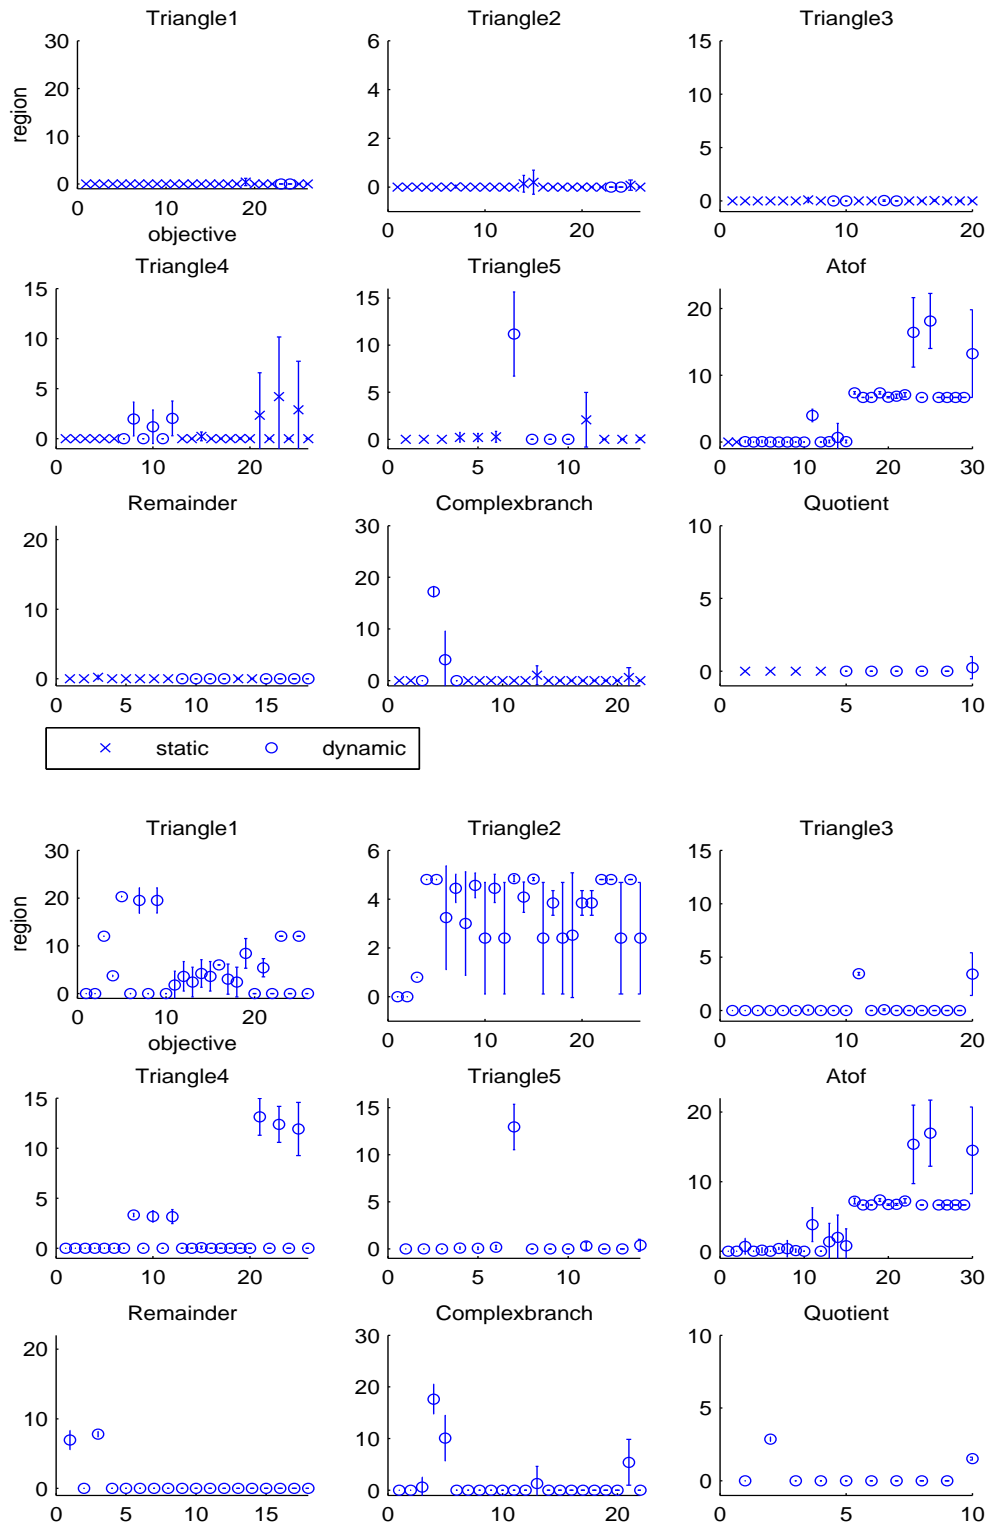 Triangle1 Triangle2 Triangle3
30 6 15
20 4 10
10 2 5
0 0 0
region
0 20 0 10 20 0 10 20
objective
Triangle4 Triangle5 Atof
15 15 20
10 10 10
5 5
0 0 0
0 10 20 0 5 10 0 10 20 30
Remainder Complexbranch Quotient
20 30 10
10 20 5
10
0 0 0
0 5 10 15 0 10 20 0 5 10
static dynamic
Triangle1 Triangle2 Triangle3
30 6 15
20 4 10
10 2 5
0 0 0
region
0 10 20 0 10 20 0 10 20
objective
Triangle4 Triangle5 Atof
15 15 20
10 10 10
5 5
0 0 0
0 10 20 0 5 10 0 10 20 30
Remainder Complexbranch Quotient
20 30 10
10 20 5
10
0 0 0
0 5 10 15 0 10 20 0 5 10